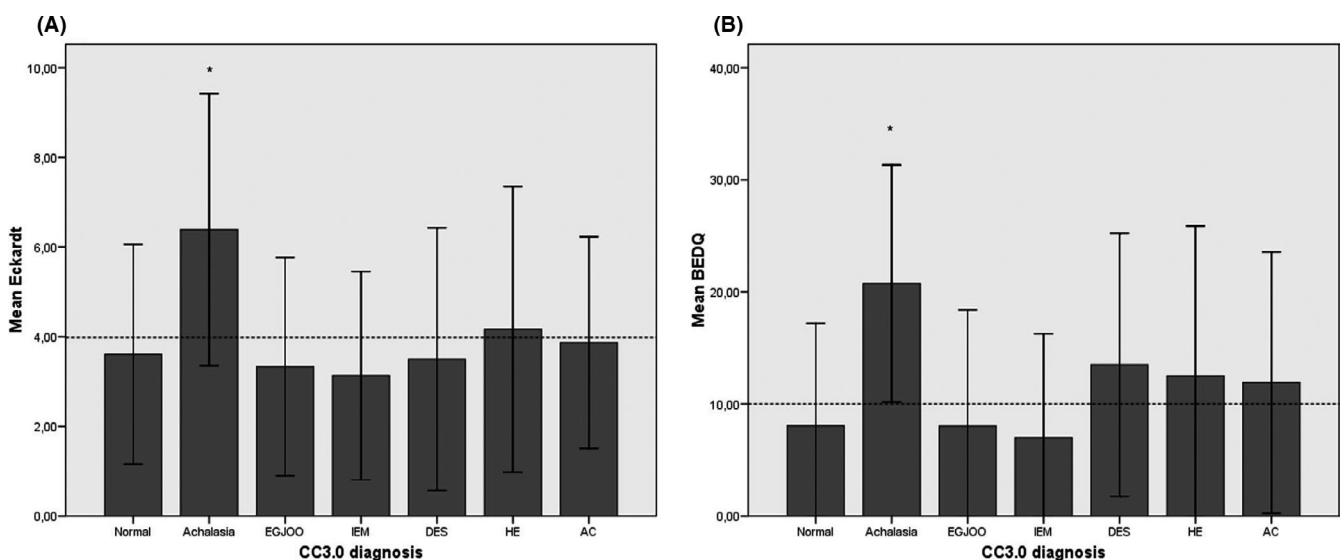 (A)
Mean Eckardt
10,00
8,00
6,00
4,00
2,00
0,00
*
Normal Achalasia EGJOO IEM DES HE AC
CC3.0 diagnosis
(B)
Mean BEDQ
40,00
30,00
20,00
10,00
0,00
*
Normal Achalasia EGJOO IEM DES HE AC
CC3.0 diagnosis